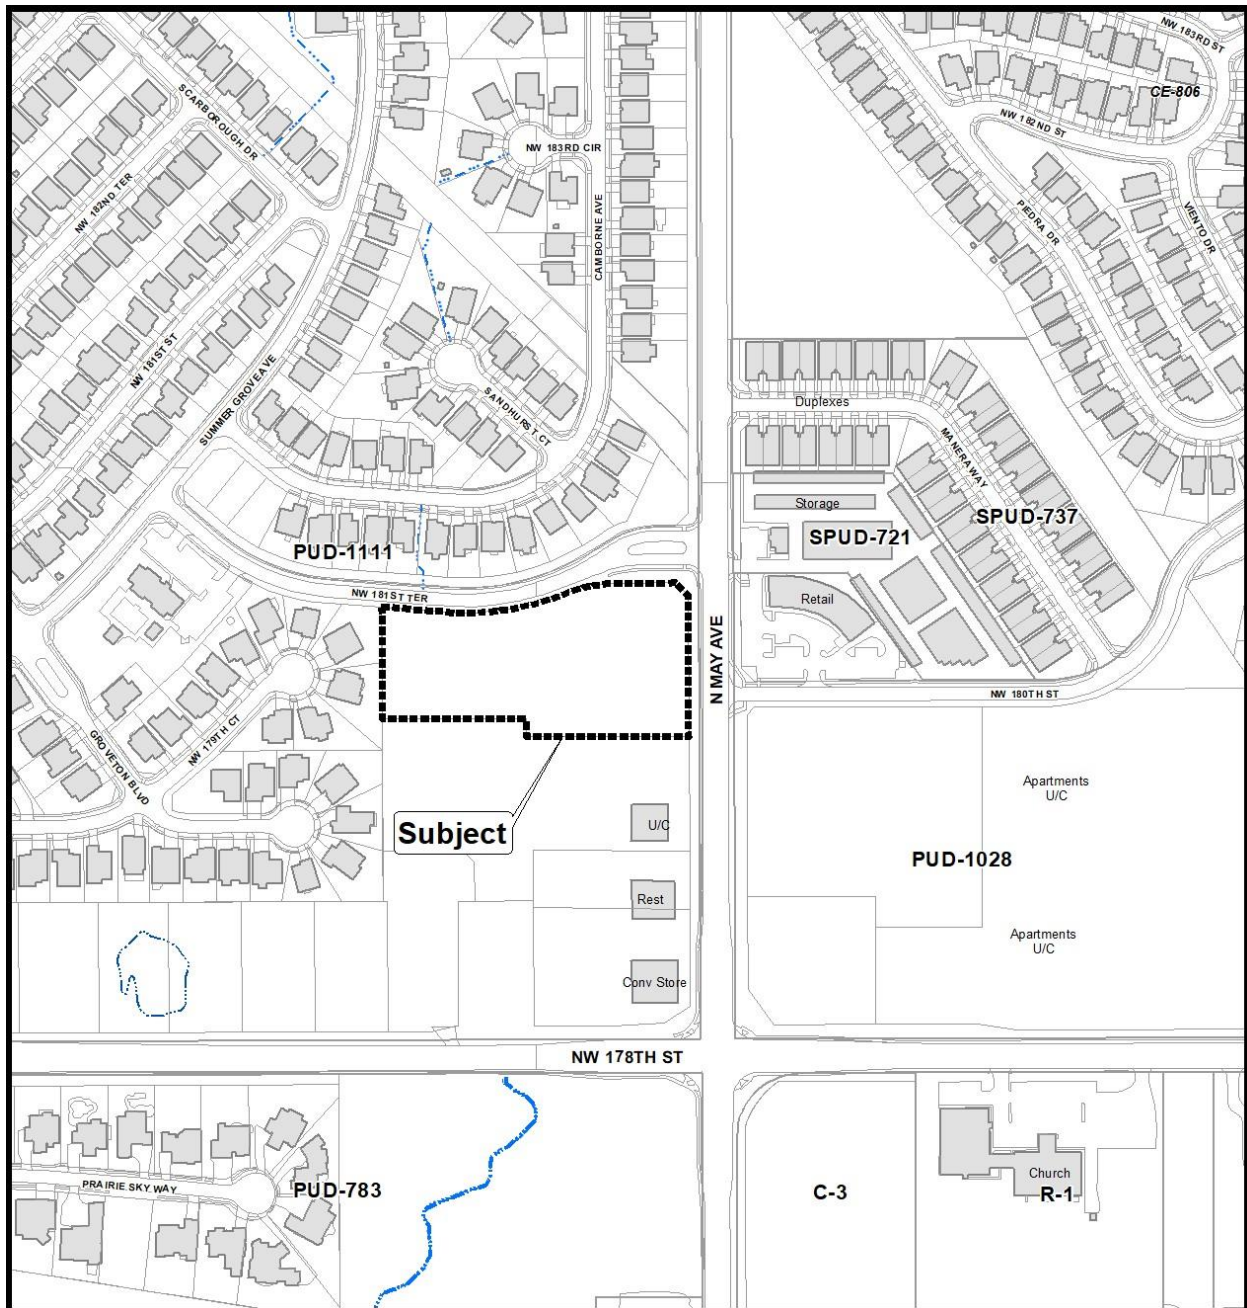 NW 183RD ST
CE-806
SCARBOROUGH DR
NW 182ND ST
NW 183RD CIR
NW 182ND TER
CAMBORNE AVE
PIEDRA DR
VIENTO DR
NW 181ST ST
SUMMER GROVE AVE
SANDHURST CT
Duplexes
MANERA WAY
Storage
SPUD-737
SPUD-721
PUD-1111
NW 181ST TER
Retail
N MAY AVE
NW 180TH ST
NW 179TH CT
GROVETON BLVD
Apartments
U/C
Subject
U/C
PUD-1028
Rest
Apartments
U/C
Conv Store
NW 178TH ST
PRAIRIE SKY WAY
PUD-783
C-3
Church
R-1